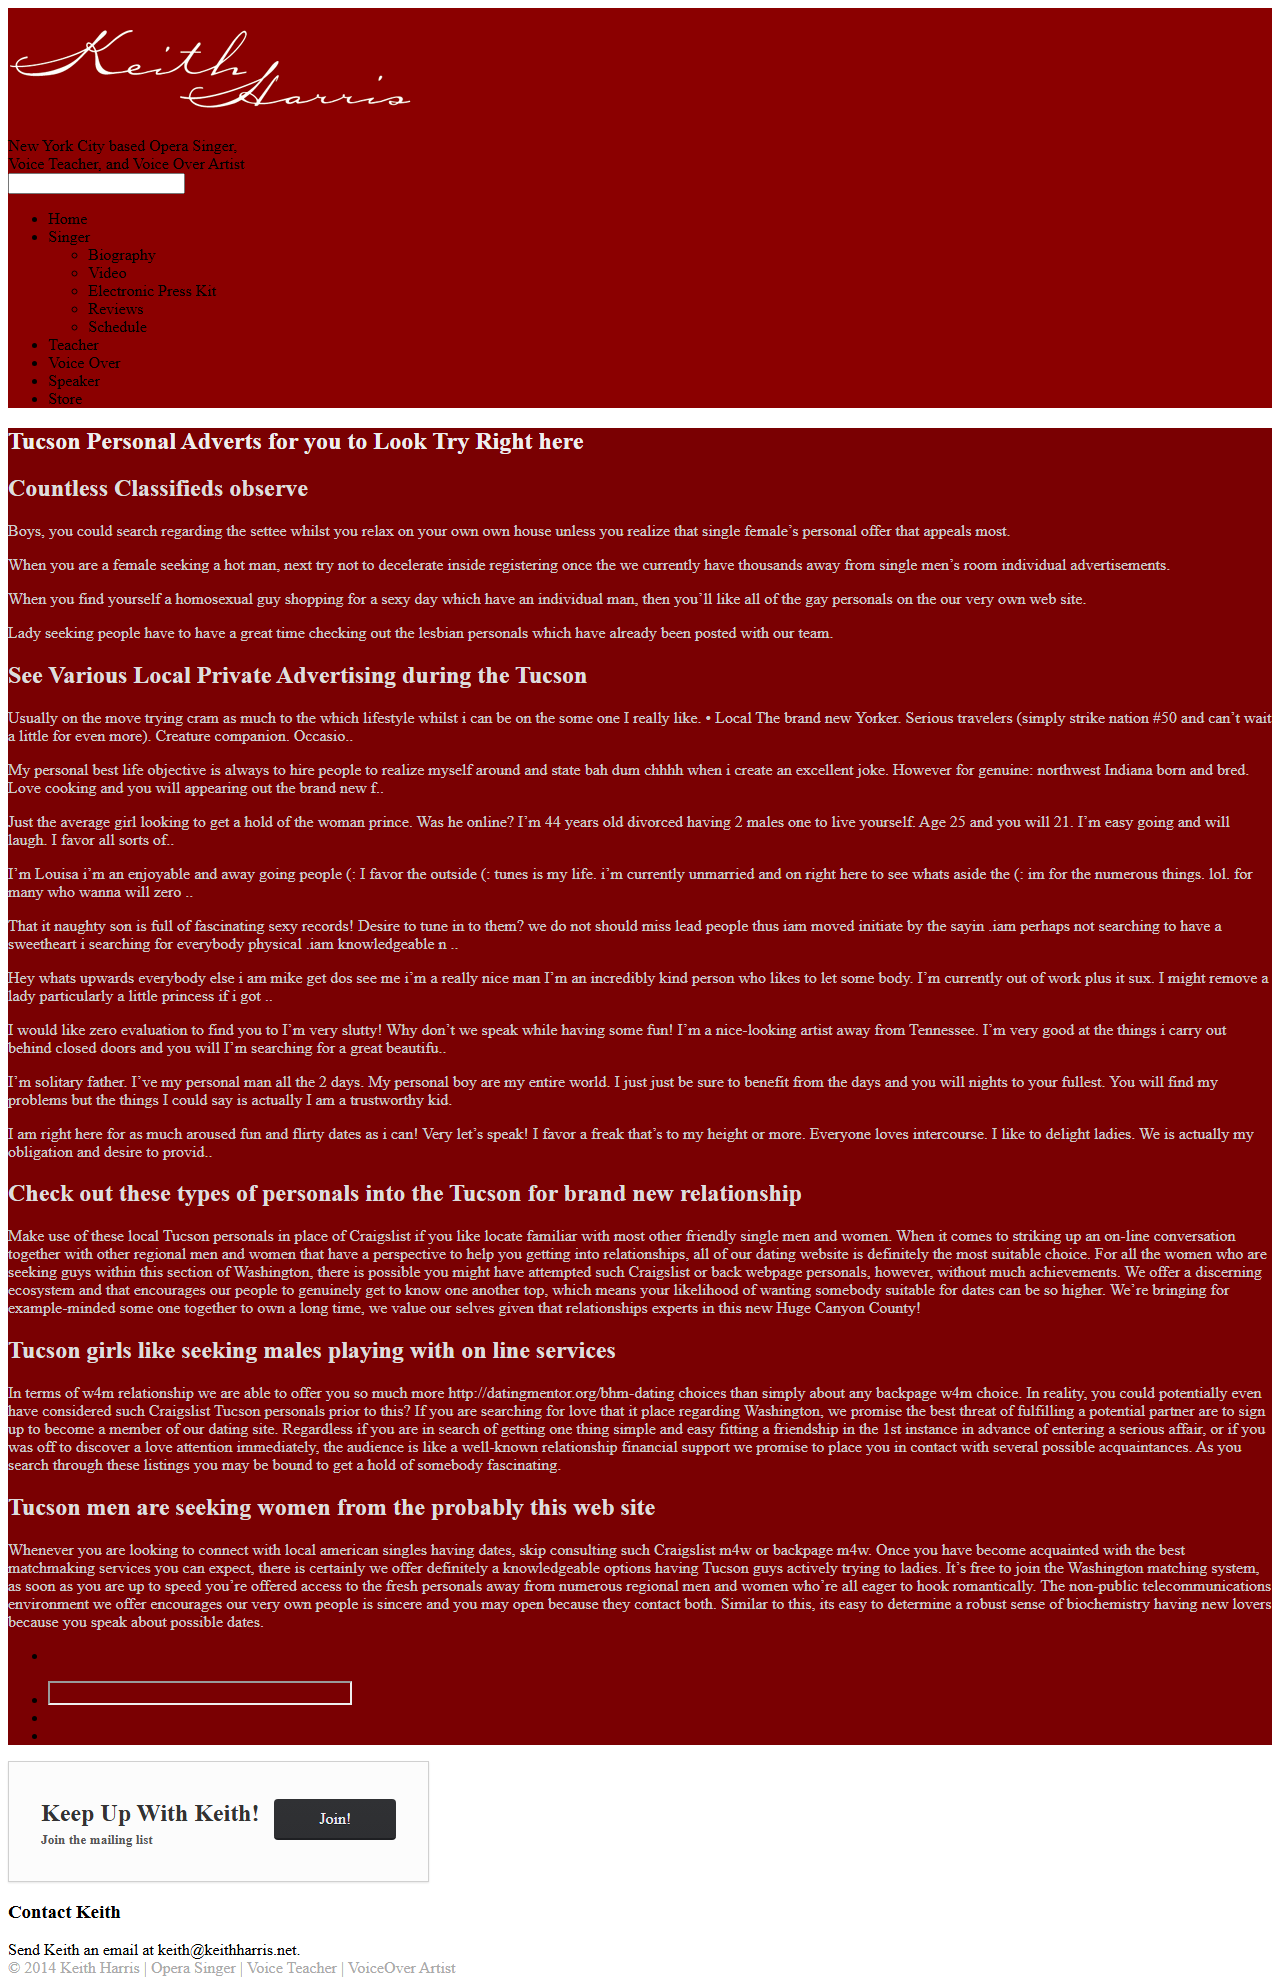 Keith
Harris
New York City based Opera Singer,
Voice Teacher, and Voice Over Artist
Home
Singer
Biography
Video
Electronic Press Kit
Reviews
Schedule
Teacher
Voice Over
Speaker
Store
Tucson Personal Adverts for you to Look Try Right here
Countless Classifieds observe
Boys, you could search regarding the settee whilst you relax on your own own house unless you realize that single female’s personal offer that appeals most.
When you are a female seeking a hot man, next try not to decelerate inside registering once the we currently have thousands away from single men’s room individual advertisements.
When you find yourself a homosexual guy shopping for a sexy day which have an individual man, then you’ll like all of the gay personals on the our very own web site.
Lady seeking people have to have a great time checking out the lesbian personals which have already been posted with our team.
See Various Local Private Advertising during the Tucson
Usually on the move trying cram as much to the which lifestyle whilst i can be on the some one I really like. • Local The brand new Yorker. Serious travelers (simply strike nation #50 and can’t wait
a little for even more). Creature companion. Occasio..
My personal best life objective is always to hire people to realize myself around and state bah dum chhhh when i create an excellent joke. However for genuine: northwest Indiana born and bred.
Love cooking and you will appearing out the brand new f..
Just the average girl looking to get a hold of the woman prince. Was he online? I’m 44 years old divorced having 2 males one to live yourself. Age 25 and you will 21. I’m easy going and will
laugh. I favor all sorts of..
I’m Louisa i’m an enjoyable and away going people (: I favor the outside (: tunes is my life. i’m currently unmarried and on right here to see whats aside the (: im for the numerous things. lol. for
many who wanna will zero ..
That it naughty son is full of fascinating sexy records! Desire to tune in to them? we do not should miss lead people thus iam moved initiate by the sayin .iam perhaps not searching to have a
sweetheart i searching for everybody physical .iam knowledgeable n ..
Hey whats upwards everybody else i am mike get dos see me i’m a really nice man I’m an incredibly kind person who likes to let some body. I’m currently out of work plus it sux. I might remove a
lady particularly a little princess if i got ..
I would like zero evaluation to find you to I’m very slutty! Why don’t we speak while having some fun! I’m a nice-looking artist away from Tennessee. I’m very good at the things i carry out
behind closed doors and you will I’m searching for a great beautifu..
I’m solitary father. I’ve my personal man all the 2 days. My personal boy are my entire world. I just just be sure to benefit from the days and you will nights to your fullest. You will find my
problems but the things I could say is actually I am a trustworthy kid.
I am right here for as much aroused fun and flirty dates as i can! Very let’s speak! I favor a freak that’s to my height or more. Everyone loves intercourse. I like to delight ladies. We is actually my
obligation and desire to provid..
Check out these types of personals into the Tucson for brand new relationship
Make use of these local Tucson personals in place of Craigslist if you like locate familiar with most other friendly single men and women. When it comes to striking up an on-line conversation
together with other regional men and women that have a perspective to help you getting into relationships, all of our dating website is definitely the most suitable choice. For all the women who are
seeking guys within this section of Washington, there is possible you might have attempted such Craigslist or back webpage personals, however, without much achievements. We offer a discerning
ecosystem and that encourages our people to genuinely get to know one another top, which means your likelihood of wanting somebody suitable for dates can be so higher. We’re bringing for
example-minded some one together to own a long time, we value our selves given that relationships experts in this new Huge Canyon County!
Tucson girls like seeking males playing with on line services
In terms of w4m relationship we are able to offer you so much more http://datingmentor.org/bhm-dating choices than simply about any backpage w4m choice. In reality, you could potentially even
have considered such Craigslist Tucson personals prior to this? If you are searching for love that it place regarding Washington, we promise the best threat of fulfilling a potential partner are to sign
up to become a member of our dating site. Regardless if you are in search of getting one thing simple and easy fitting a friendship in the 1st instance in advance of entering a serious affair, or if you
was off to discover a love attention immediately, the audience is like a well-known relationship financial support we promise to place you in contact with several possible acquaintances. As you
search through these listings you may be bound to get a hold of somebody fascinating.
Tucson men are seeking women from the probably this web site
Whenever you are looking to connect with local american singles having dates, skip consulting such Craigslist m4w or backpage m4w. Once you have become acquainted with the best
matchmaking services you can expect, there is certainly we offer definitely a knowledgeable options having Tucson guys actively trying to ladies. It’s free to join the Washington matching system,
as soon as you are up to speed you’re offered access to the fresh personals away from numerous regional men and women who’re all eager to hook romantically. The non-public telecommunications
environment we offer encourages our very own people is sincere and you may open because they contact both. Similar to this, its easy to determine a robust sense of biochemistry having new lovers
because you speak about possible dates.
Keep Up With Keith!
Join the mailing list
Join!
Contact Keith
Send Keith an email at keith@keithharris.net.
© 2014 Keith Harris | Opera Singer | Voice Teacher | VoiceOver Artist